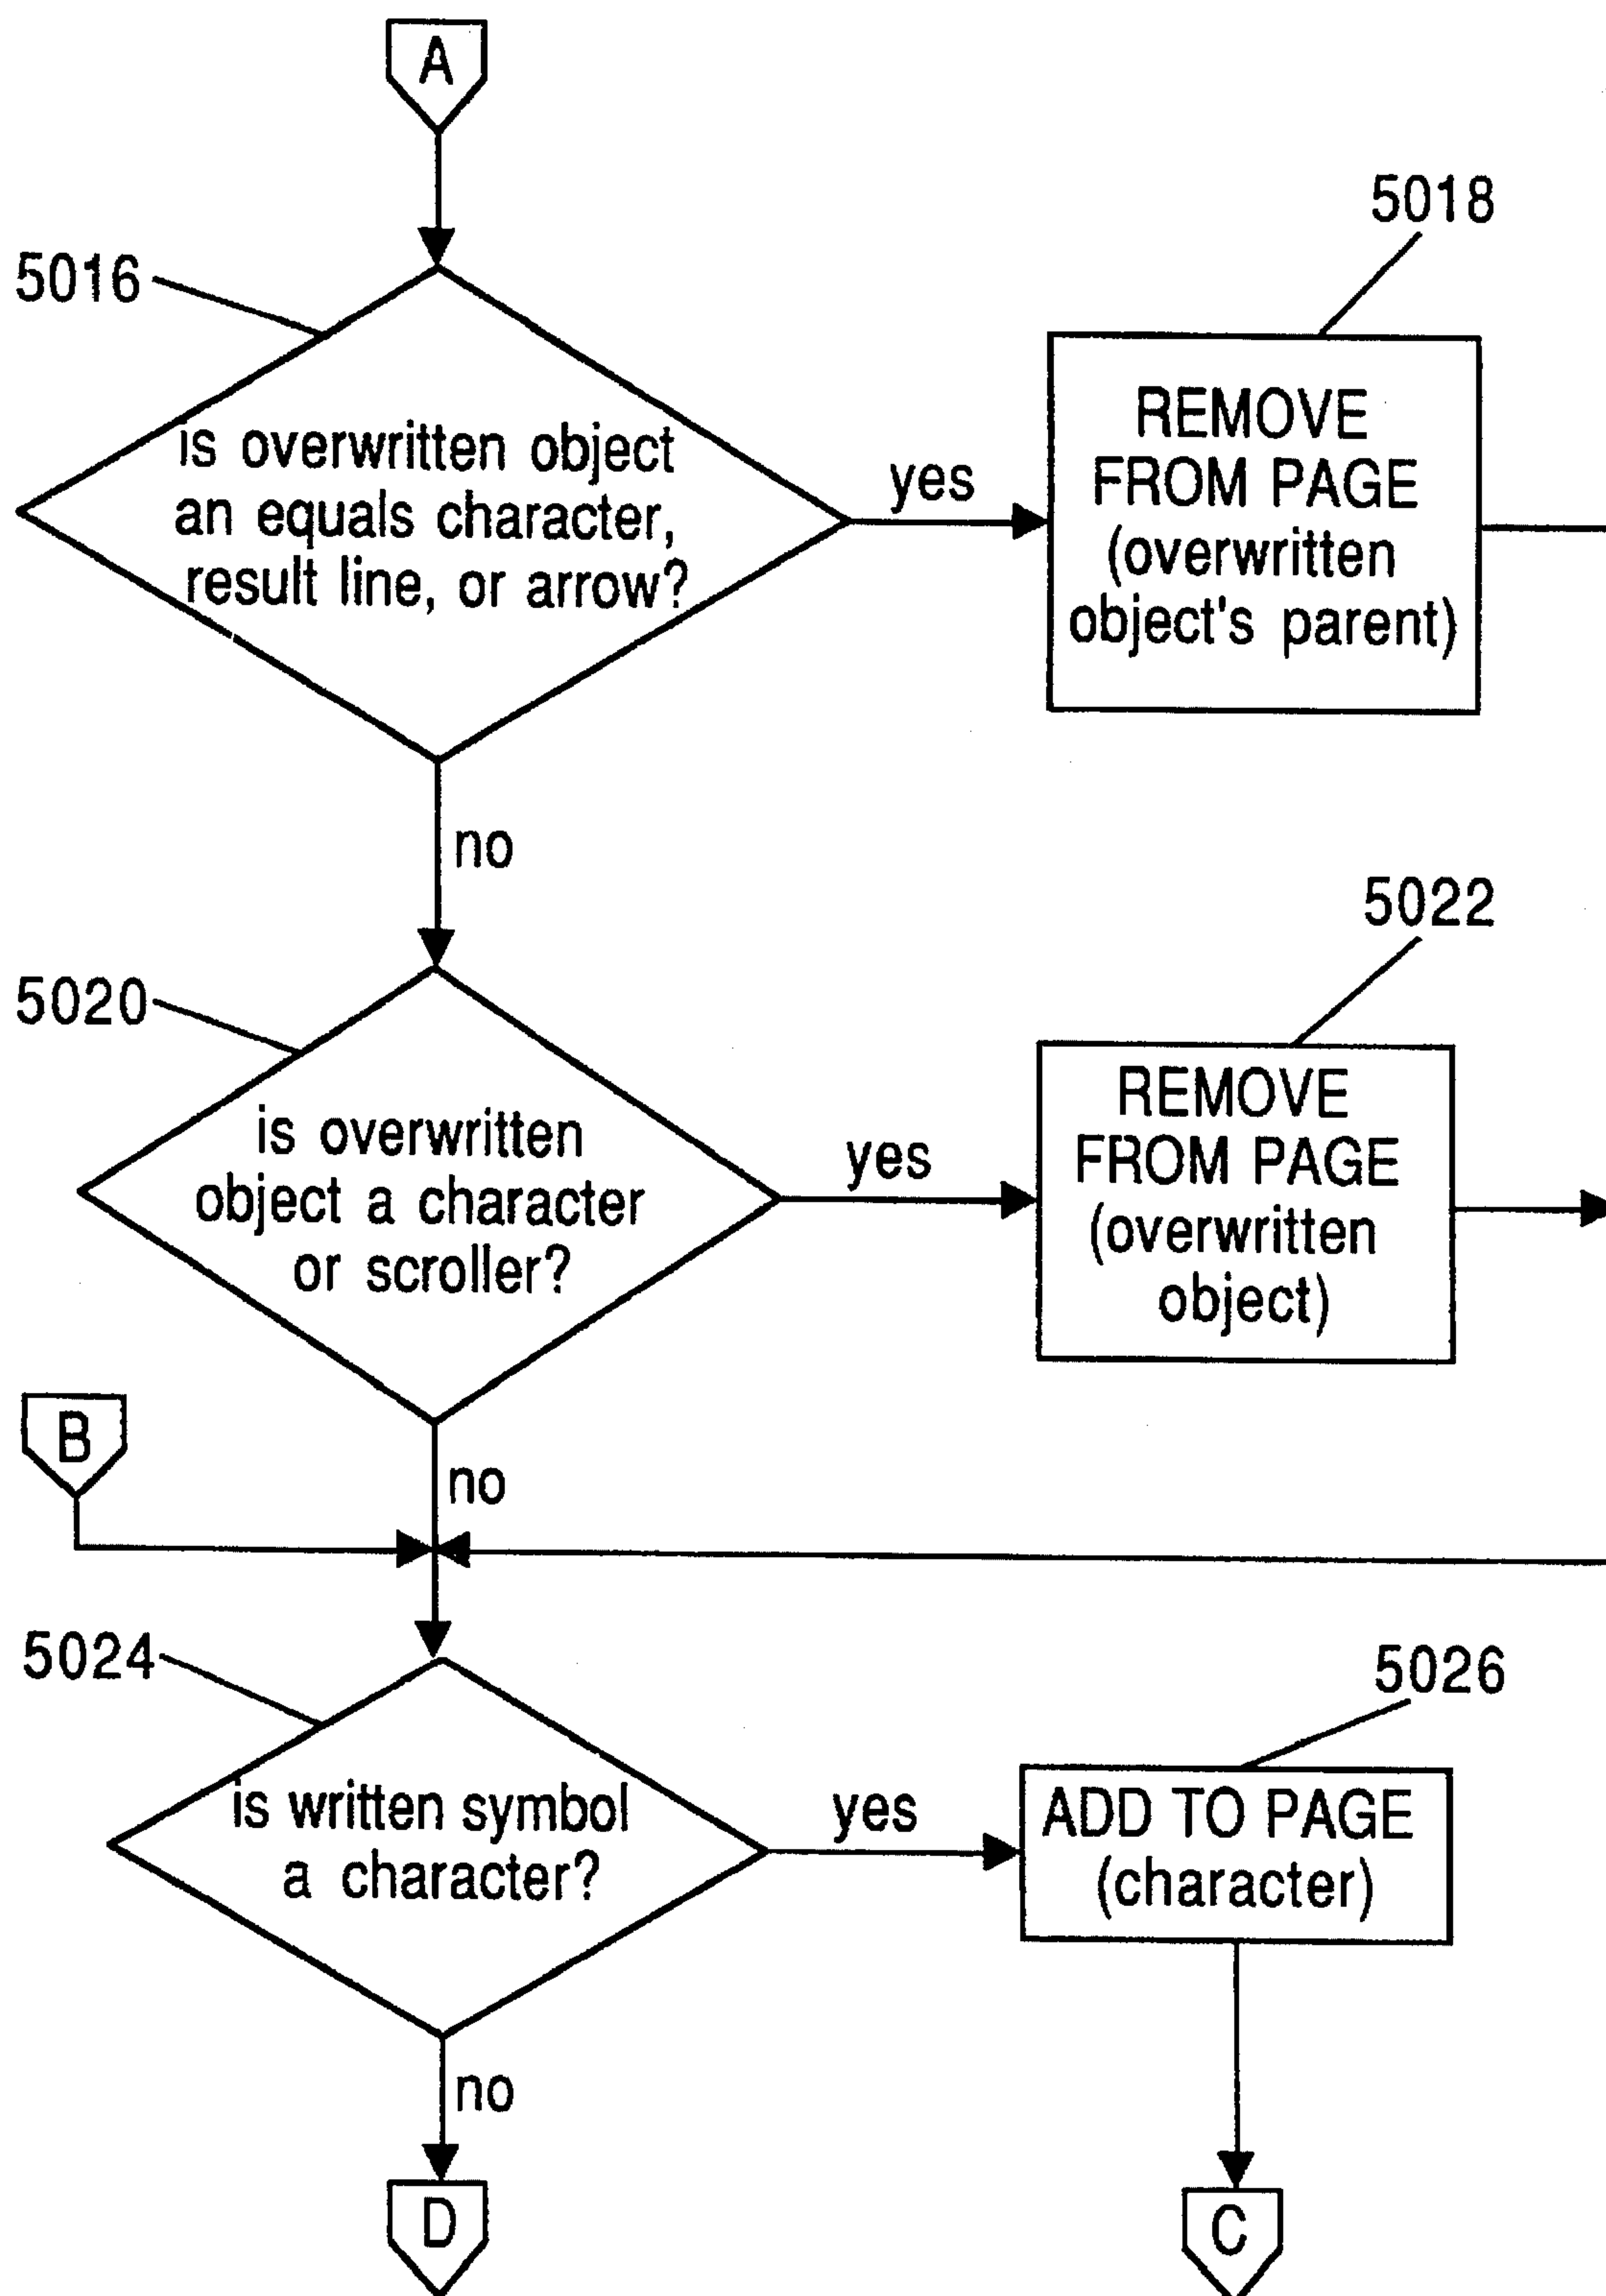 A
5018
5016
is overwritten object
an equals character,
result line, or arrow?
yes
REMOVE
FROM PAGE
(overwritten
object's parent)
no
5022
5020
is overwritten
object a character
or scroller?
yes
REMOVE
FROM PAGE
(overwritten
object)
B
no
5024
5026
is written symbol
a character?
yes
ADD TO PAGE
(character)
no
D
C